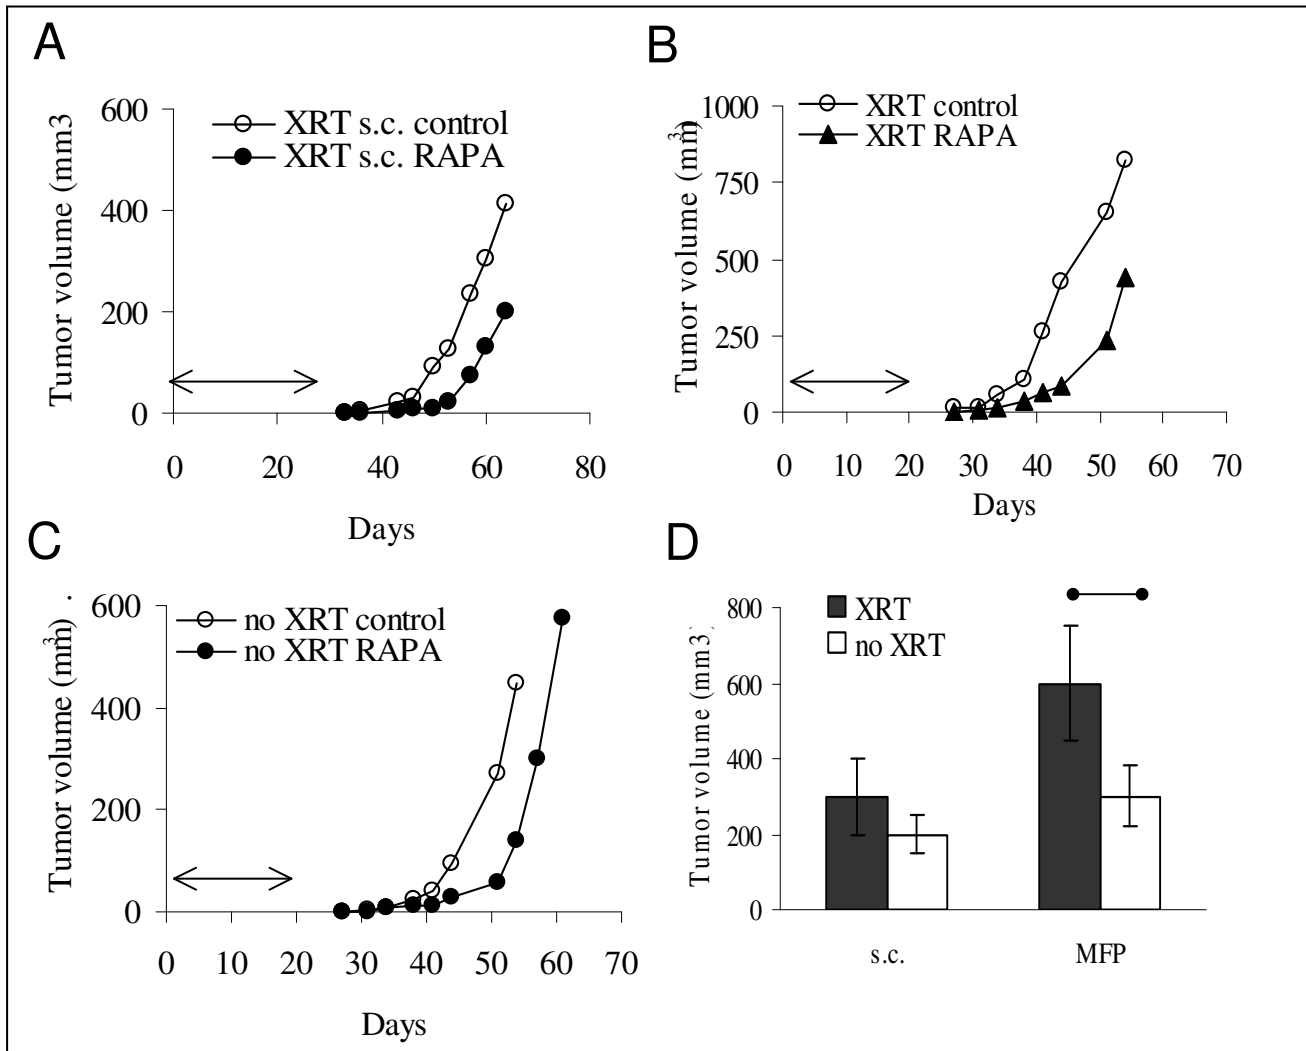 A
Tumor volume (mm3
600
400
200
0
XRT s.c. control
XRT s.c. RAPA
0 20 40 60 80
Days
B
Tumor volume (mm3)
1000
750
500
250
0
XRT control
XRT RAPA
0 10 20 30 40 50 60 70
Days
C
Tumor volume (mm3) .
600
400
200
0
no XRT control
no XRT RAPA
0 10 20 30 40 50 60 70
Days
D
Tumor volume (mm3)
800
600
400
200
0
XRT
no XRT
s.c. MFP